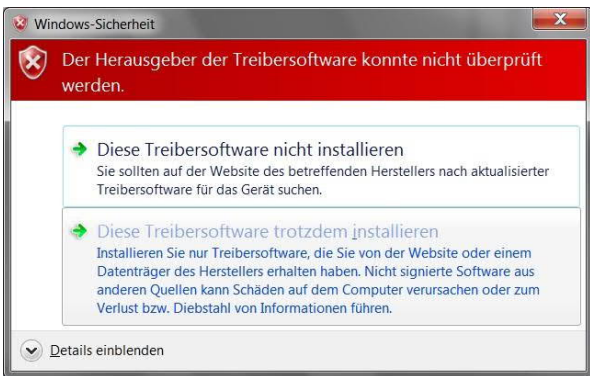 Windows-Sicherheit
Der Herausgeber der Treibersoftware konnte nicht überprüft
werden.
Diese Treibersoftware nicht installieren
Sie sollten auf der Website des betreffenden Herstellers nach aktualisierter
Treibersoftware für das Gerät suchen.
Diese Treibersoftware trotzdem installieren
Installieren Sie nur Treibersoftware, die Sie von der Website oder einem
Datenträger des Herstellers erhalten haben. Nicht signierte Software aus
anderen Quellen kann Schäden auf dem Computer verursachen oder zum
Verlust bzw. Diebstahl von Informationen führen.
Details einblenden